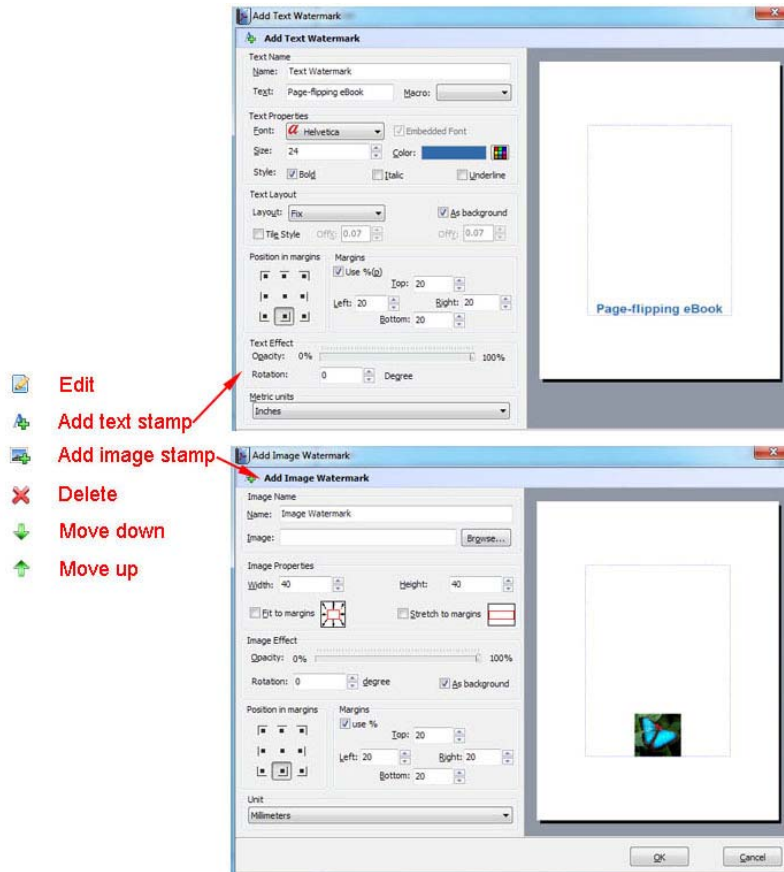 Add Text Watermark
Add Text Watermark
Text Name
Name: Text Watermark
Text: Page-flipping eBook Macro:
Text Properties
Font: a Helvetica Embedded Font
Size: 24 Color:
Style: Bold Italic Underline
Text Layout
Layout: Fix As background
Tile Style OffX: 0.07 OffY: 0.07
Position in margins Margins
Use %(p)
Top: 20
Left: 20 Right: 20
Bottom: 20
Page-flipping eBook
Text Effect
Opacity: 0% 100%
Rotation: 0 Degree
Metric units
Inches
Edit
Add text stamp
Add image stamp
Delete
Move down
Move up
Add Image Watermark
Add Image Watermark
Image Name
Name: Image Watermark
Image: Browse...
Image Properties
Width: 40 Height: 40
Fit to margins Stretch to margins
Image Effect
Opacity: 0% 100%
Rotation: 0 degree As background
Position in margins Margins
use %
Top: 20
Left: 20 Right: 20
Bottom: 20
Unit
Millimeters
OK Cancel